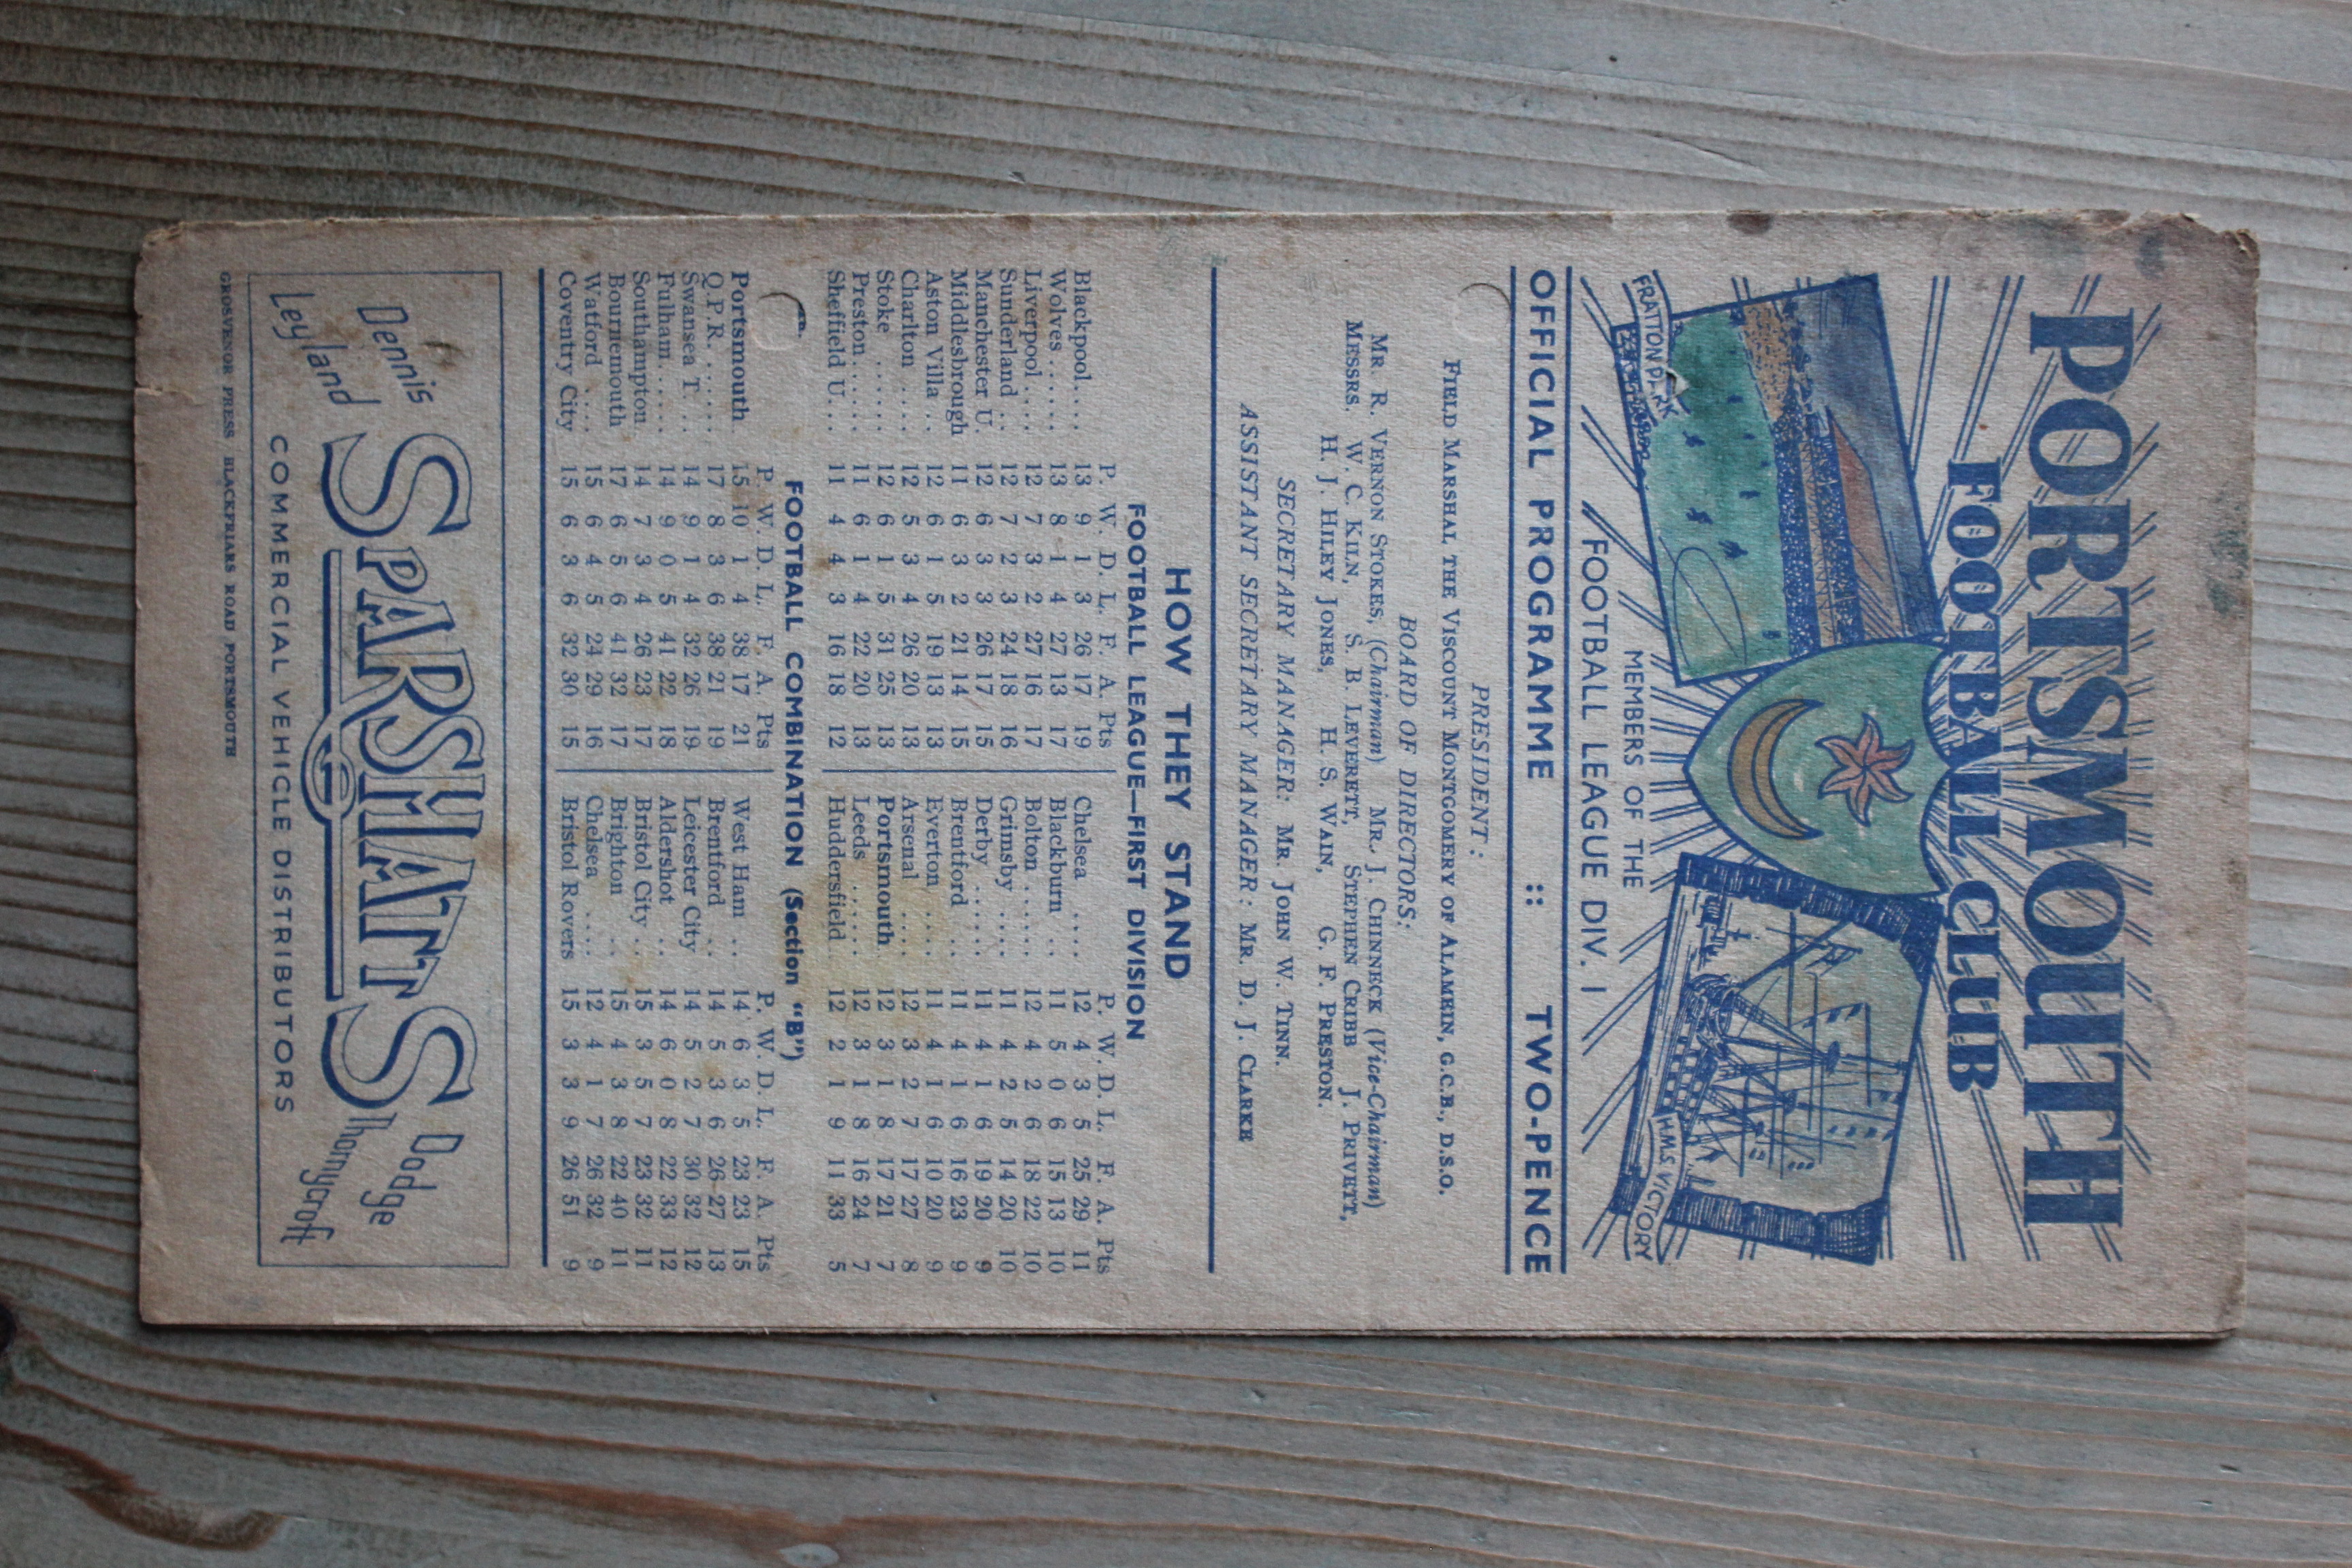 PORTSMOUTH
FOOTBALL CLUB
FRATTON PARK
H.M.S. VICTORY
MEMBERS OF THE
FOOTBALL LEAGUE DIV. 1
OFFICIAL PROGRAMME :: TWO-PENCE
PRESIDENT:
FIELD MARSHAL THE VISCOUNT MONTGOMERY OF ALAMEIN, G.C.B., D.S.O.
BOARD OF DIRECTORS:
MR R. VERNON STOKES, (Chairman) MR. J. CHINNECK (Vice-Chairman)
MESSRS. W. C. KILN, S. B. LEVERETT, STEPHEN CRIBB J. PRIVETT,
H. J. HILEY JONES, H. S. WAIN, G. F. PRESTON.
SECRETARY MANAGER: MR. JOHN W. TINN.
ASSISTANT SECRETARY MANAGER: MR. D. J. CLARKE
HOW THEY STAND
FOOTBALL LEAGUE—FIRST DIVISION
P. W. D. L. F. A. Pts P. W. D. L. F. A. Pts
Blackpool.... 13 9 1 3 26 17 19 Chelsea .... 12 4 3 5 25 29 11
Wolves...... 13 8 1 4 27 13 17 Blackburn .. 11 5 0 6 15 13 10
Liverpool.... 12 7 3 2 27 16 17 Bolton ...... 12 4 2 6 18 22 10
Sunderland .. 12 7 2 3 24 18 16 Grimsby .... 11 4 2 5 14 20 10
Manchester U. 12 6 3 3 26 17 15 Derby ...... 11 4 1 6 19 20 9
Middlesbrough 11 6 3 2 21 14 15 Brentford .. 11 4 1 6 16 23 9
Aston Villa .. 12 6 1 5 19 13 13 Everton .... 11 4 1 6 10 20 9
Charlton .... 12 5 3 4 26 20 13 Arsenal .... 12 3 2 7 17 27 8
Stoke ...... 12 6 1 5 31 25 13 Portsmouth. 12 3 1 8 17 21 7
Preston...... 11 6 1 4 22 20 13 Leeds ...... 12 3 1 8 16 24 7
Sheffield U... 11 4 4 3 16 18 12 Huddersfield 12 2 1 9 11 33 5
FOOTBALL COMBINATION (Section "B")
P. W. D. L. F. A. Pts P. W. D. L. F. A. Pts
Portsmouth 15 10 1 4 38 17 21 West Ham .. 14 6 3 5 23 23 15
Q.P.R. ...... 17 8 3 6 38 21 19 Brentford .. 14 5 3 6 26 27 13
Swansea T. .. 14 9 1 4 32 26 19 Leicester City 14 5 2 7 30 32 12
Fulham...... 14 9 0 5 41 22 18 Aldershot .. 14 6 0 8 22 33 12
Southampton. 14 7 3 4 26 23 17 Bristol City .. 15 3 5 7 23 32 11
Bournemouth 17 6 5 6 41 32 17 Brighton .. 15 4 3 8 22 40 11
Watford .... 15 6 4 5 24 29 16 Chelsea .... 12 4 1 7 26 32 9
Coventry City 15 6 3 6 32 30 15 Bristol Rovers 15 3 3 9 26 51 9
Dennis Dodge
Leyland SPARSHATTS Thornycroft
COMMERCIAL VEHICLE DISTRIBUTORS
GROSVENOR PRESS BLACKFRIARS ROAD PORTSMOUTH